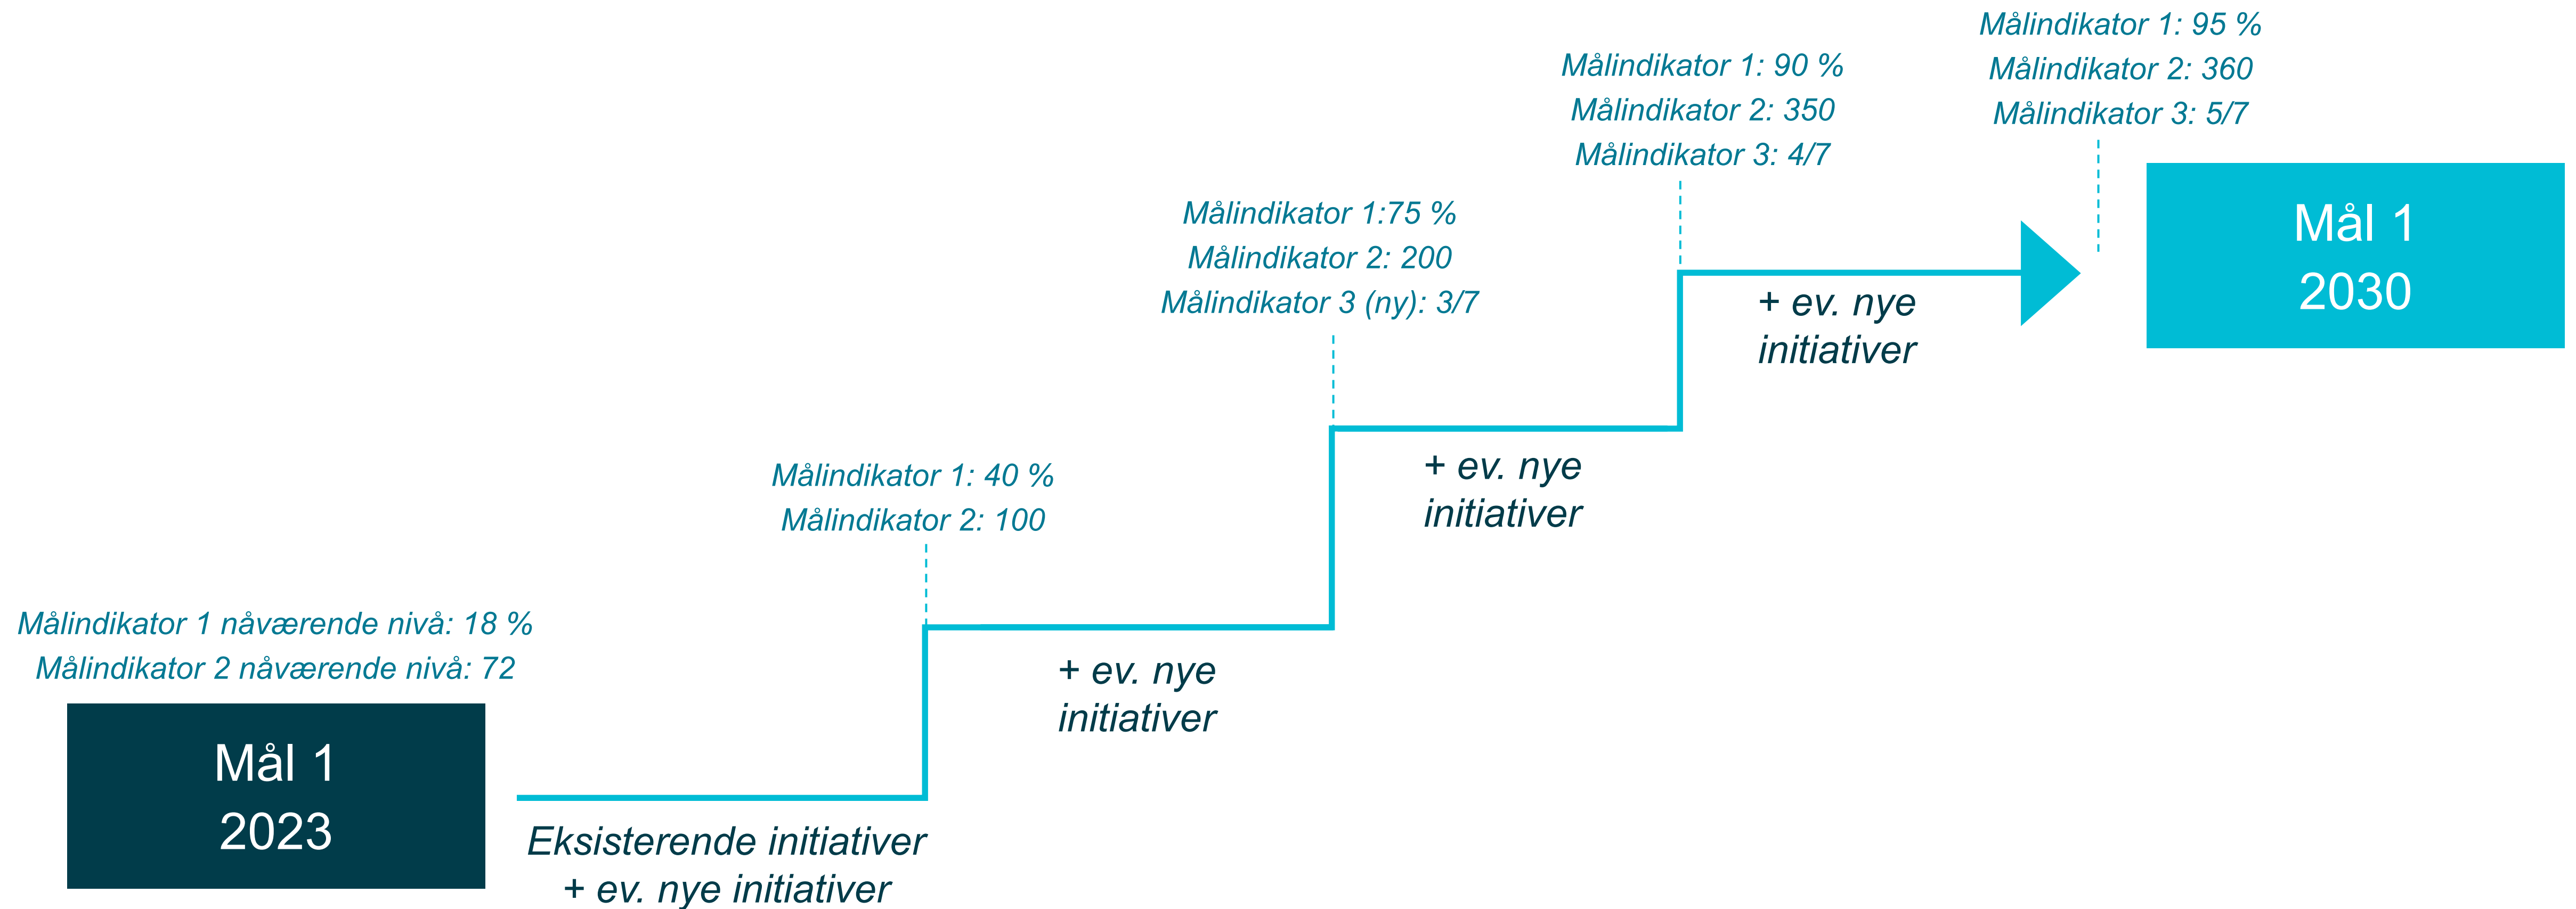 Målindikator 1 nåværende nivå: 18 %
Målindikator 2 nåværende nivå: 72
Mål 1
2023
Eksisterende initiativer
+ ev. nye initiativer
Målindikator 1: 40 %
Målindikator 2: 100
+ ev. nye
initiativer
Målindikator 1:75 %
Målindikator 2: 200
Målindikator 3 (ny): 3/7
+ ev. nye
initiativer
Målindikator 1: 90 %
Målindikator 2: 350
Målindikator 3: 4/7
+ ev. nye
initiativer
Målindikator 1: 95 %
Målindikator 2: 360
Målindikator 3: 5/7
Mål 1
2030